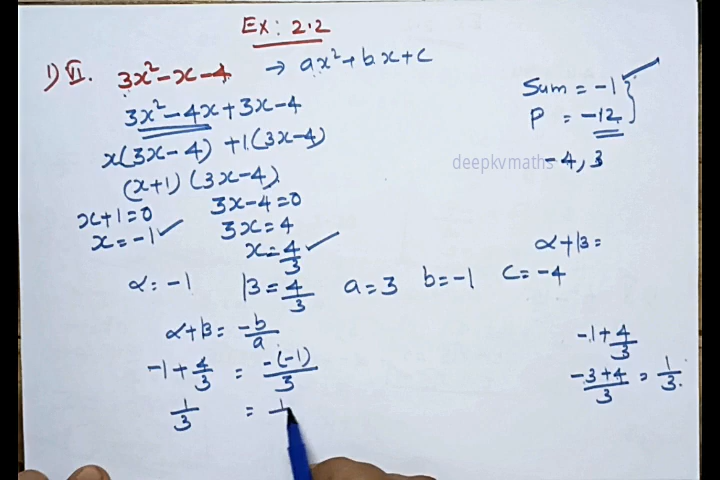 Ex: 2.2
1) VI. 3x² - x - 4 → ax² + bx + c
3x² - 4x + 3x - 4
x(3x - 4) + 1(3x - 4)
(x+1) (3x - 4)
x+1=0 3x - 4 = 0
x = -1 ✓ 3x = 4
x = 4/3 ✓
Sum = -1 ✓
P = -12
-4, 3
deepkvmaths
α = -1 β = 4/3 a = 3 b = -1 c = -4
α + β =
α + β = -b/a
-1 + 4/3 = -(-1)/3
1/3 = 1
-1 + 4/3
-3+4/3 = 1/3.